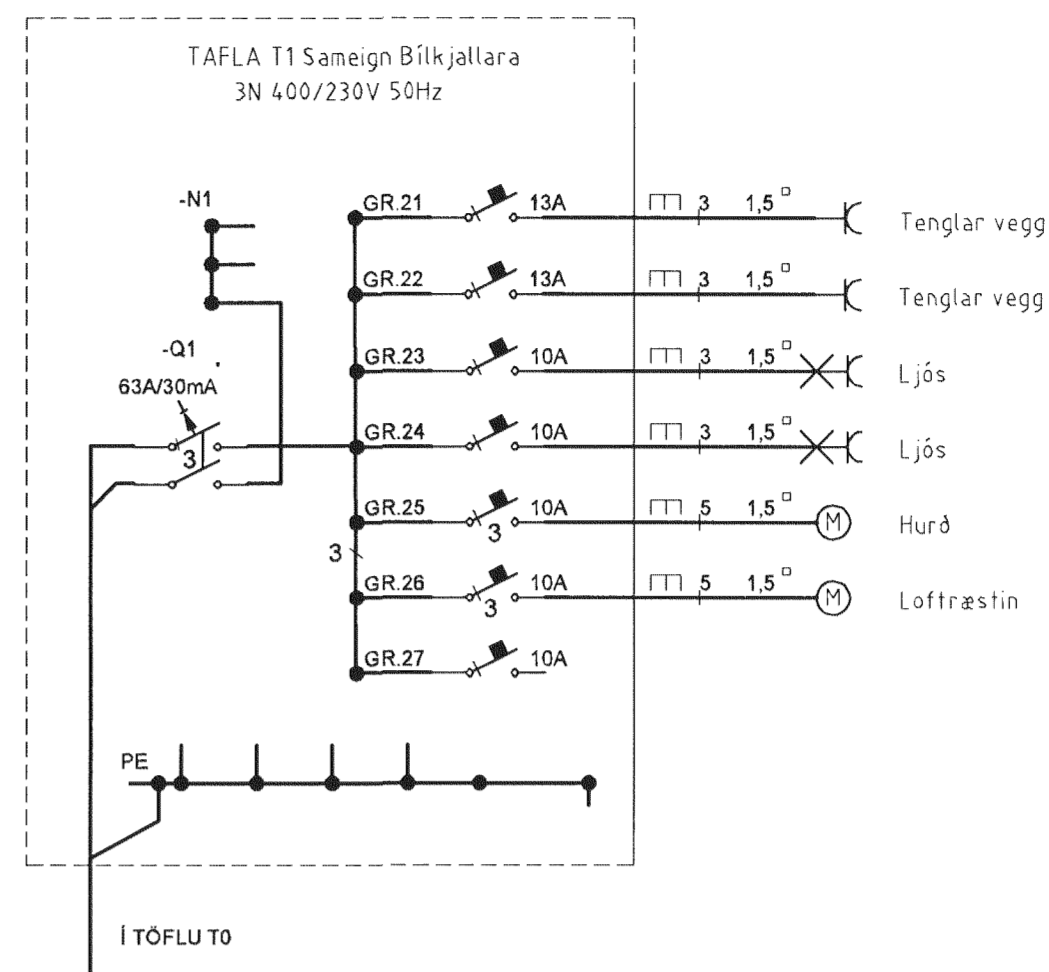 TAFLA T1 Sameign Bílkjallara
3N 400/230V 50Hz
-N1
GR.21 13A 3 1,5 □ Tenglar vegg
GR.22 13A 3 1,5 □ Tenglar vegg
-Q1
63A/30mA
GR.23 10A 3 1,5 □ Ljós
3
GR.24 10A 3 1,5 □ Ljós
GR.25 3 10A 5 1,5 □ M Hurð
3
GR.26 3 10A 5 1,5 □ M Loftræstin
GR.27 10A
PE
Í TÖFLU T0